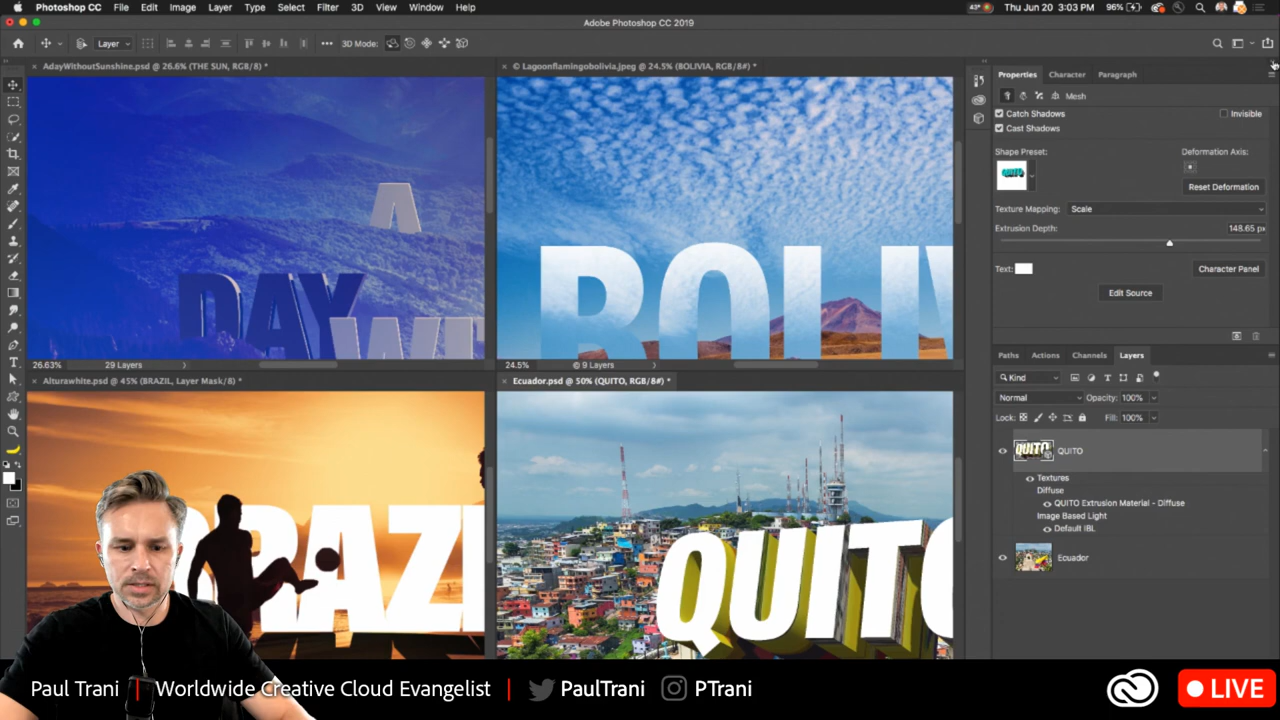 Photoshop CC File Edit Image Layer Type Select Filter 3D View Window Help
43° Thu Jun 20 3:03 PM 96%
Adobe Photoshop CC 2019
Layer 3D Mode:
AdayWithoutSunshine.psd @ 26.6% (THE SUN, RGB/8) *
© Lagoonflamingobolivia.jpeg @ 24.5% (BOLIVIA, RGB/8#) *
A
DAY
BOLIV
26.63% 29 Layers
24.5% @ 9 Layers
Alturawhite.psd @ 45% (BRAZIL, Layer Mask/8) *
Ecuador.psd @ 50% (QUITO, RGB/8#) *
BRAZI
QUITO
Properties Character Paragraph
Mesh
Catch Shadows Invisible
Cast Shadows
Shape Preset: Deformation Axis:
QUITO
Reset Deformation
Texture Mapping: Scale
Extrusion Depth: 148.65 px
Text: Character Panel
Edit Source
Paths Actions Channels Layers
Kind
Normal Opacity: 100%
Lock: Fill: 100%
QUITO QUITO
Textures
Diffuse
QUITO Extrusion Material - Diffuse
Image Based Light
Default IBL
Ecuador
Paul Trani | Worldwide Creative Cloud Evangelist | PaulTrani PTrani
LIVE